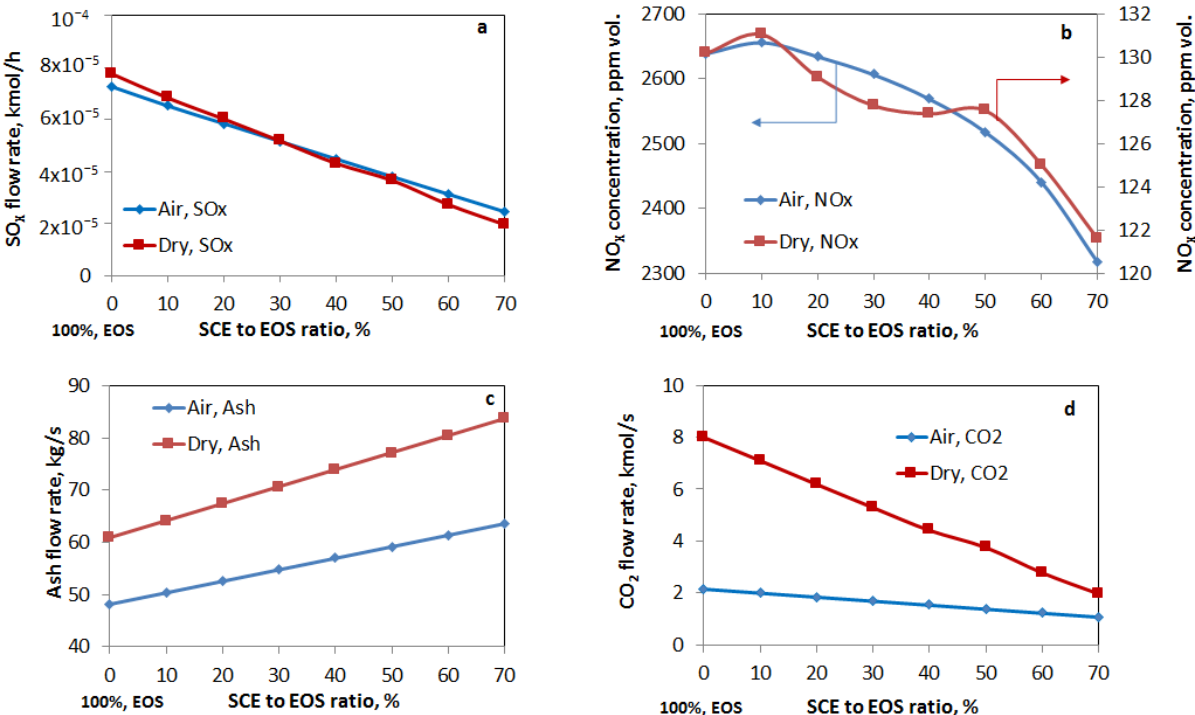 a
SOₓ flow rate, kmol/h
10⁻⁴
8x10⁻⁵
6x10⁻⁵
4x10⁻⁵
2x10⁻⁵
0
Air, SOx
Dry, SOx
0 10 20 30 40 50 60 70
100%, EOS SCE to EOS ratio, %
b
NOₓ concentration, ppm vol.
2700
2600
2500
2400
2300
132
130
128
126
124
122
120
NOₓ concentration, ppm vol.
Air, NOx
Dry, NOx
0 10 20 30 40 50 60 70
100%, EOS SCE to EOS ratio, %
c
Ash flow rate, kg/s
90
80
70
60
50
40
Air, Ash
Dry, Ash
0 10 20 30 40 50 60 70
100%, EOS SCE to EOS ratio, %
d
CO₂ flow rate, kmol/s
10
8
6
4
2
0
Air, CO2
Dry, CO2
0 10 20 30 40 50 60 70
100%, EOS SCE to EOS ratio, %